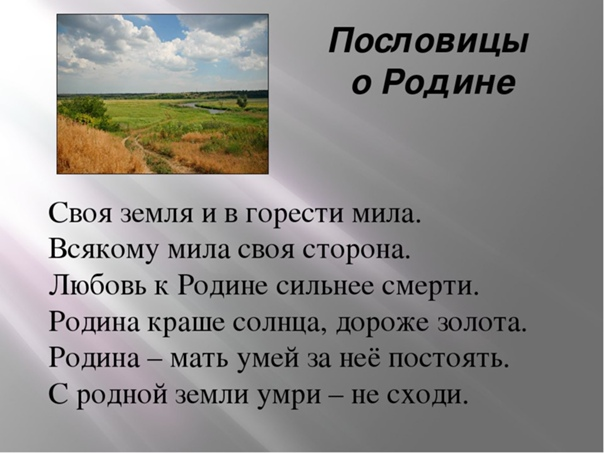 Пословицы
о Родине
Своя земля и в горести мила.
Всякому мила своя сторона.
Любовь к Родине сильнее смерти.
Родина краше солнца, дороже золота.
Родина – мать умей за неё постоять.
С родной земли умри – не сходи.